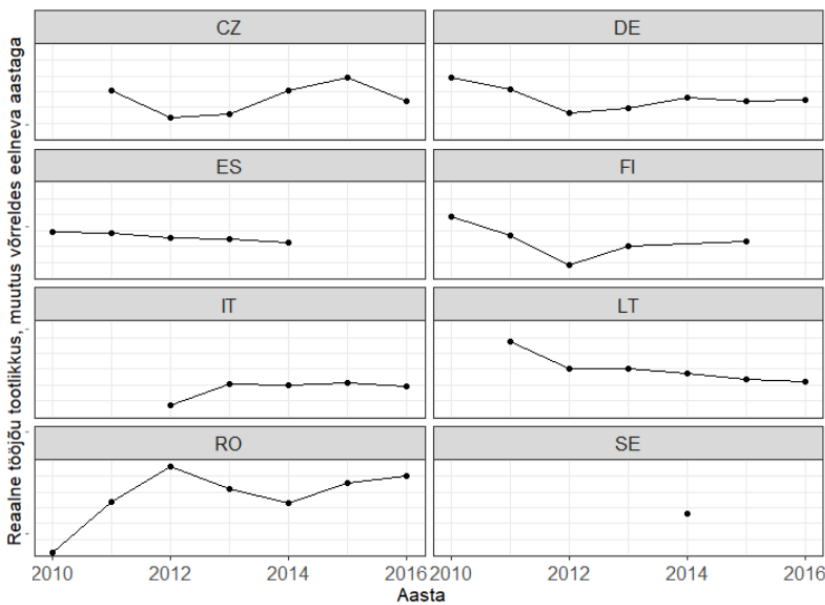 CZ
DE
ES
FI
IT
LT
RO
SE
Reaalne tööjõu tootlikkus, muutus võrreldes eelneva aastaga
2010 2012 2014 2016 2010 2012 2014 2016
Aasta